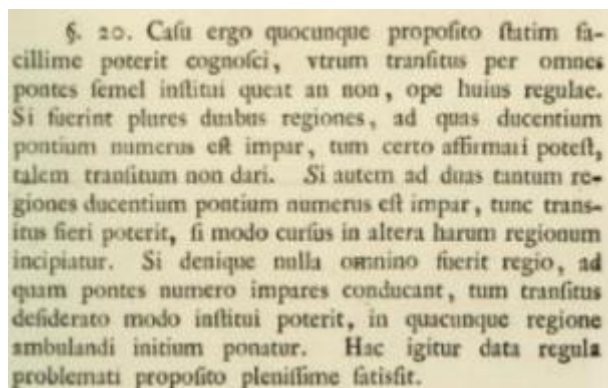 §. 20. Caſu ergo quocunque propoſito ſtatim fa-
cillime poterit cognoſci, vtrum tranſitus per omnes
pontes ſemel inſtitui queat an non, ope huius regulae.
Si fuerint plures duabus regiones, ad quas ducentium
pontium numerus eſt impar, tum certo affirmari poteſt,
talem tranſitum non dari. Si autem ad duas tantum re-
giones ducentium pontium numerus eſt impar, tunc trans-
itus fieri poterit, ſi modo curſus in altera harum regionum
incipiatur. Si denique nulla omnino fuerit regio, ad
quam pontes numero impares conducant, tum tranſitus
deſiderato modo inſtitui poterit, in quacunque regione
ambulandi initium ponatur. Hac igitur data regula
problemati propoſito pleniſſime ſatisfit.